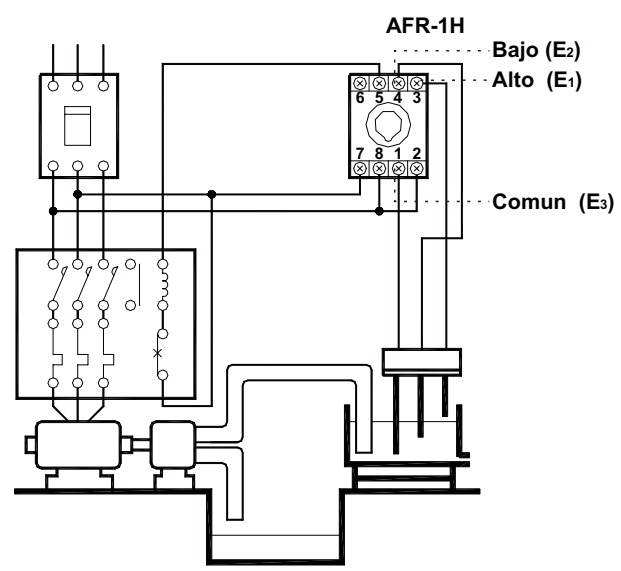 AFR-1H
Bajo (E2)
Alto (E1)
6 5 4 3
7 8 1 2
Comun (E3)